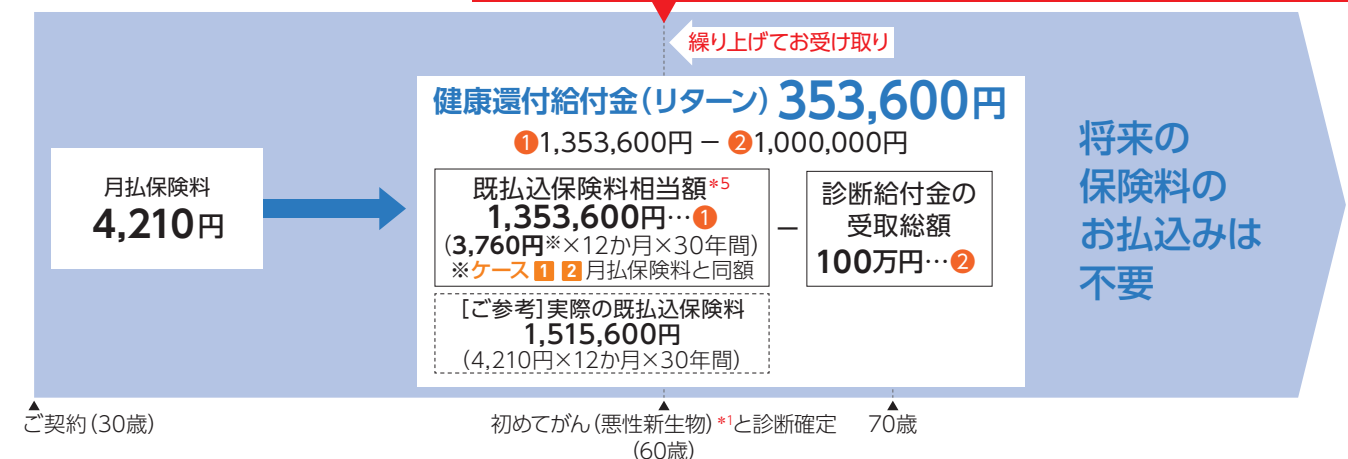 繰り上げてお受け取り
健康還付給付金(リターン) 353,600円
❶1,353,600円 − ❷1,000,000円
月払保険料
4,210円
既払込保険料相当額*5
1,353,600円…❶
(3,760円※×12か月×30年間)
※ケース 1 2 月払保険料と同額
−
診断給付金の
受取総額
100万円…❷
[ご参考]実際の既払込保険料
1,515,600円
(4,210円×12か月×30年間)
将来の
保険料の
お払込みは
不要
ご契約(30歳)
初めてがん(悪性新生物)*1と診断確定
(60歳)
70歳